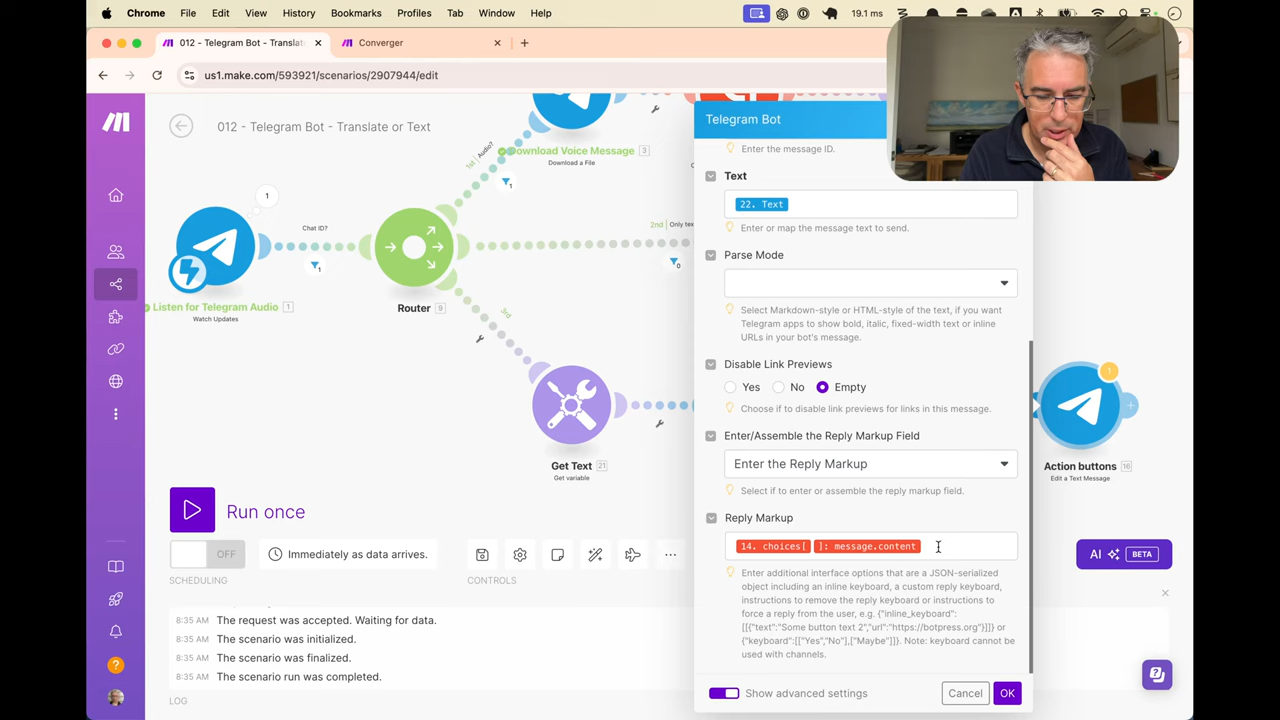 Chrome File Edit View History Bookmarks Profiles Tab Window Help 19.1 ms
012 - Telegram Bot - Transla
Converger
us1.make.com/593921/scenarios/2907944/edit
012 - Telegram Bot - Translate or Text
Telegram Bot
Enter the message ID.
Text
22. Text
Enter or map the message text to send.
Parse Mode
Select Markdown-style or HTML-style of the text, if you want
Telegram apps to show bold, italic, fixed-width text or inline
URLs in your bot's message.
Disable Link Previews
Yes No Empty
Choose if to disable link previews for links in this message.
Enter/Assemble the Reply Markup Field
Enter the Reply Markup
Select if to enter or assemble the reply markup field.
Reply Markup
14. choices[ ]: message.content
Enter additional interface options that are a JSON-serialized
object including an inline keyboard, a custom reply keyboard,
instructions to remove the reply keyboard or instructions to
force a reply from the user, e.g. {"inline_keyboard":
[[{"text":"Some button text 2","url":"https://botpress.org"}]]} or
{"keyboard":[["Yes","No"],["Maybe"]]}. Note: keyboard cannot be
used with channels.
Show advanced settings
Cancel OK
1st Audio?
1
Download Voice Message 3
Download a File
1
Chat ID?
1
2nd Only tex
0
3rd
Listen for Telegram Audio 1
Watch Updates
Router 9
Get Text 21
Get variable
1
Action buttons 16
Edit a Text Message
Run once
OFF
Immediately as data arrives.
SCHEDULING
CONTROLS
AI BETA
8:35 AM The request was accepted. Waiting for data.
8:35 AM The scenario was initialized.
8:35 AM The scenario was finalized.
8:35 AM The scenario run was completed.
LOG